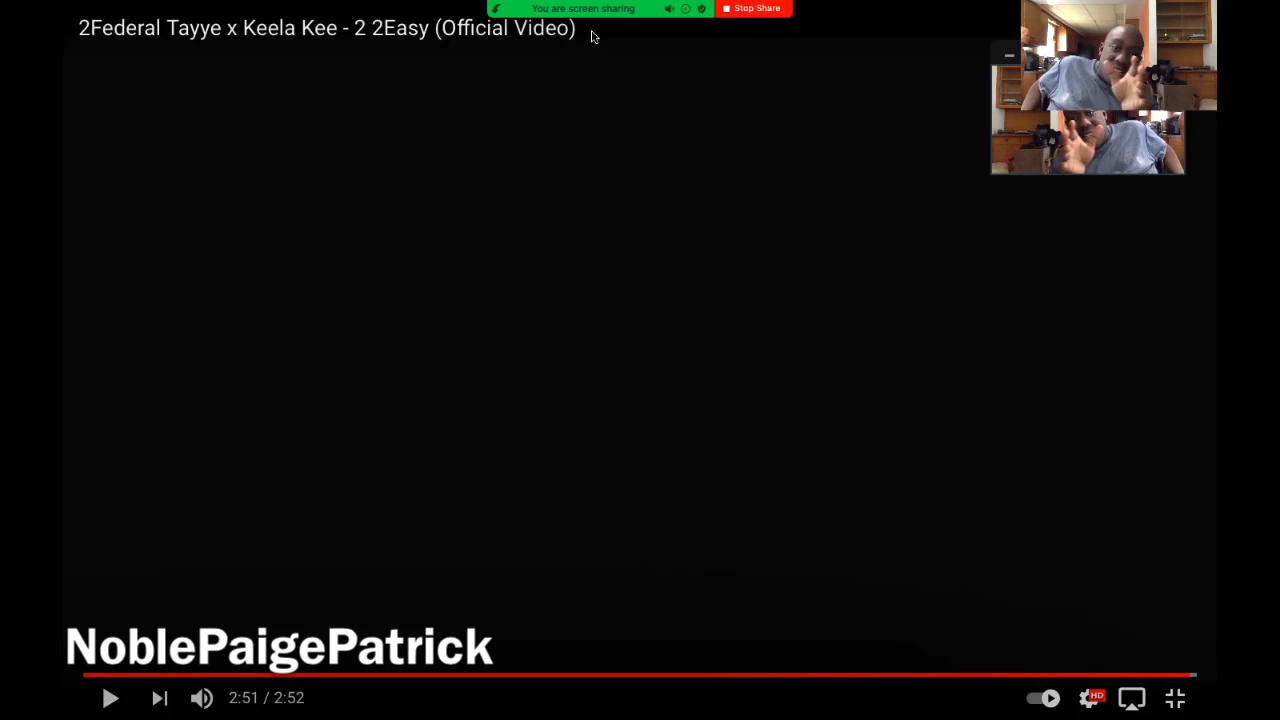 You are screen sharing
Stop Share
2Federal Tayye x Keela Kee - 2 2Easy (Official Video)
NoblePaigePatrick
2:51 / 2:52
HD